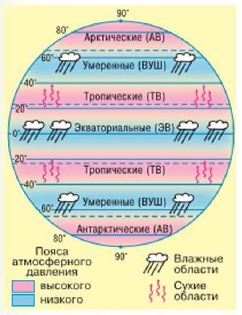 90°
80°
Арктические (АВ)
60°
Умеренные (ВУШ)
40°
Тропические (ТВ)
20°
Экваториальные (ЭВ)
0°
0°
20°
Тропические (ТВ)
40°
Умеренные (ВУШ)
60°
Антарктические (АВ)
80°
90°
Пояса
атмосферного
давления
высокого
низкого
Влажные
области
Сухие
области